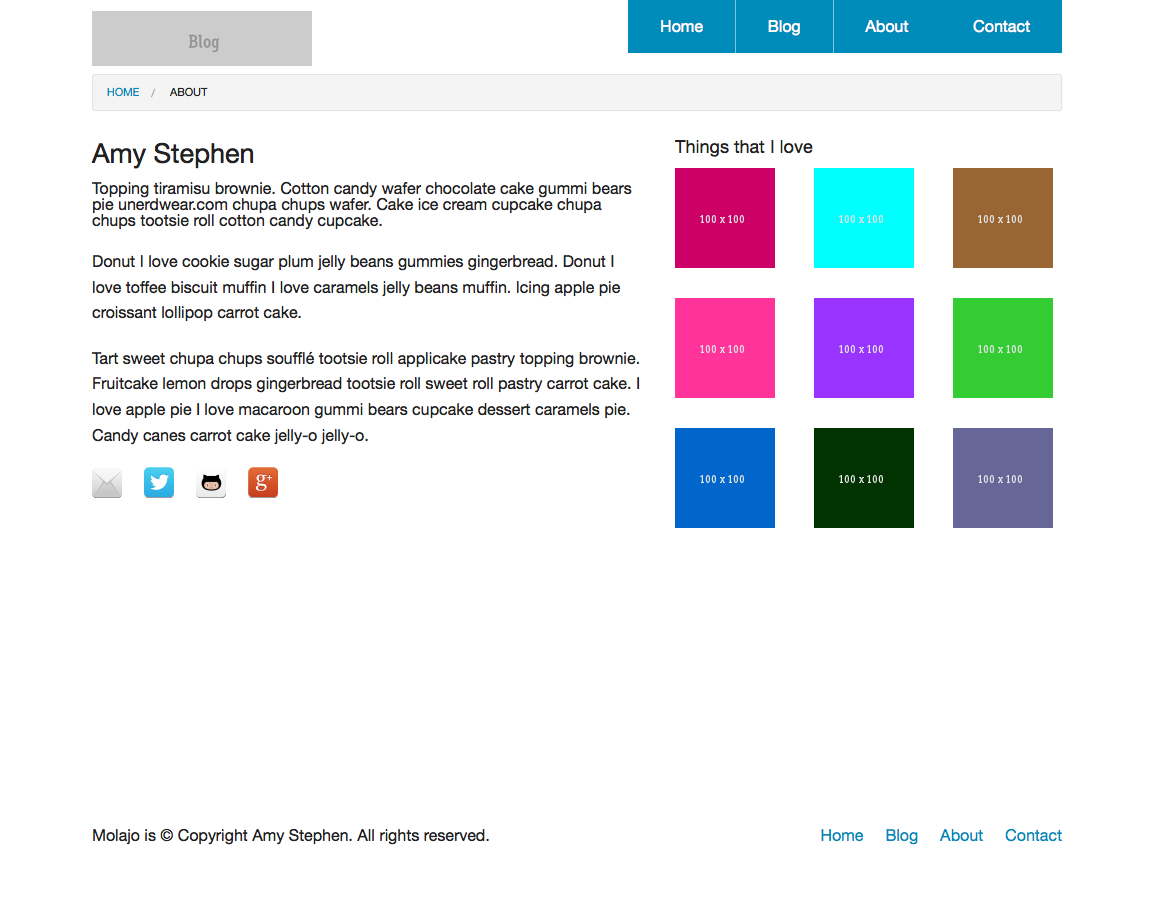 Blog
Home Blog About Contact
HOME / ABOUT
Amy Stephen
Topping tiramisu brownie. Cotton candy wafer chocolate cake gummi bears
pie unerdwear.com chupa chups wafer. Cake ice cream cupcake chupa
chups tootsie roll cotton candy cupcake.
Donut I love cookie sugar plum jelly beans gummies gingerbread. Donut I
love toffee biscuit muffin I love caramels jelly beans muffin. Icing apple pie
croissant lollipop carrot cake.
Tart sweet chupa chups soufflé tootsie roll applicake pastry topping brownie.
Fruitcake lemon drops gingerbread tootsie roll sweet roll pastry carrot cake. I
love apple pie I love macaroon gummi bears cupcake dessert caramels pie.
Candy canes carrot cake jelly-o jelly-o.
g+
Things that I love
100 x 100 100 x 100 100 x 100
100 x 100 100 x 100 100 x 100
100 x 100 100 x 100 100 x 100
Molajo is © Copyright Amy Stephen. All rights reserved.
Home Blog About Contact